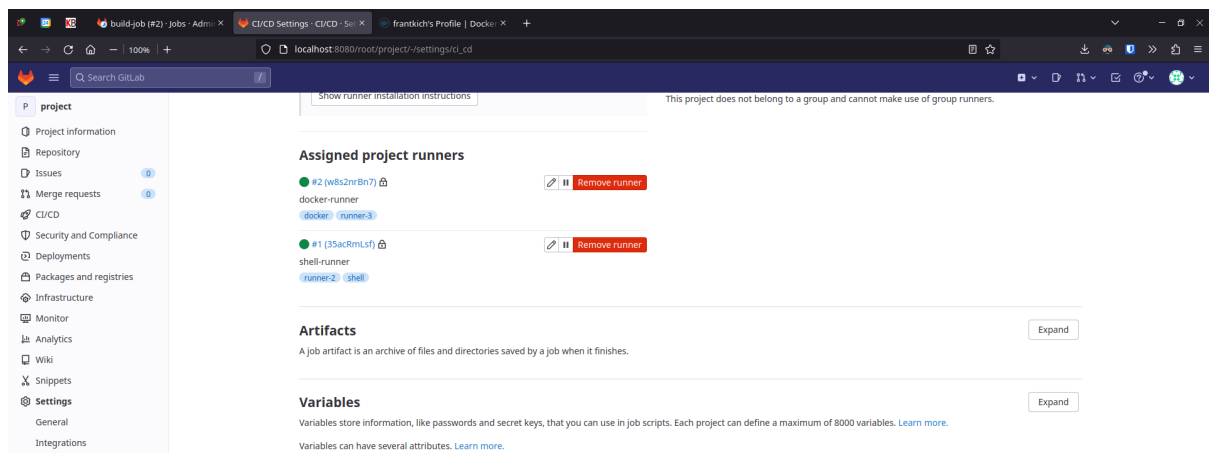 build-job (#2) · Jobs · Admi
CI/CD Settings · CI/CD · Set
frantkich's Profile | Docker
100%
localhost:8080/root/project/-/settings/ci_cd
Search GitLab
/
P project
Project information
Repository
Issues 0
Merge requests 0
CI/CD
Security and Compliance
Deployments
Packages and registries
Infrastructure
Monitor
Analytics
Wiki
Snippets
Settings
General
Integrations
Show runner installation instructions
This project does not belong to a group and cannot make use of group runners.
Assigned project runners
#2 (w8s2nrBn7)
Remove runner
docker-runner
docker runner-3
#1 (35acRmLsf)
Remove runner
shell-runner
runner-2 shell
Artifacts
Expand
A job artifact is an archive of files and directories saved by a job when it finishes.
Variables
Expand
Variables store information, like passwords and secret keys, that you can use in job scripts. Each project can define a maximum of 8000 variables. Learn more.
Variables can have several attributes. Learn more.